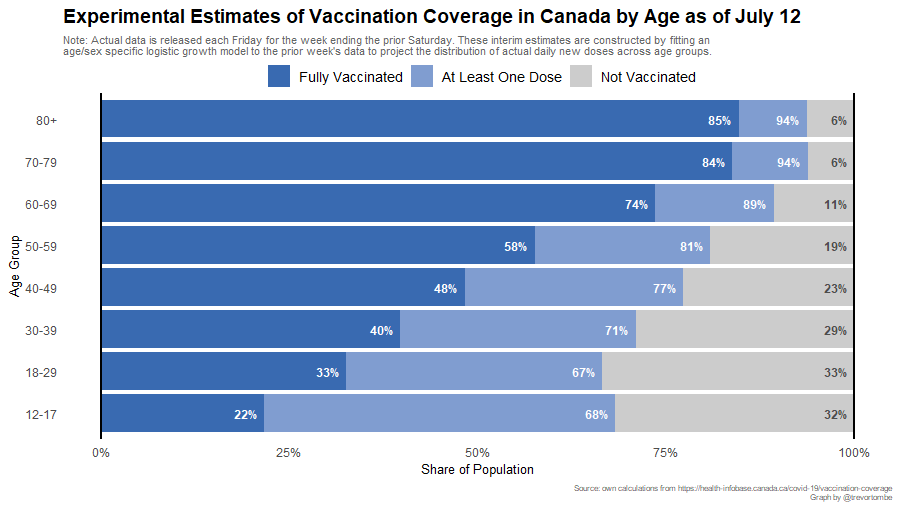 Experimental Estimates of Vaccination Coverage in Canada by Age as of July 12
Note: Actual data is released each Friday for the week ending the prior Saturday. These interim estimates are constructed by fitting an
age/sex specific logistic growth model to the prior week's data to project the distribution of actual daily new doses across age groups.
Fully Vaccinated At Least One Dose Not Vaccinated
80+ 85% 94% 6%
70-79 84% 94% 6%
60-69 74% 89% 11%
50-59 58% 81% 19%
40-49 48% 77% 23%
30-39 40% 71% 29%
18-29 33% 67% 33%
12-17 22% 68% 32%
Age Group
0% 25% 50% 75% 100%
Share of Population
Source: own calculations from https://health-infobase.canada.ca/covid-19/vaccination-coverage
Graph by @trevortombe